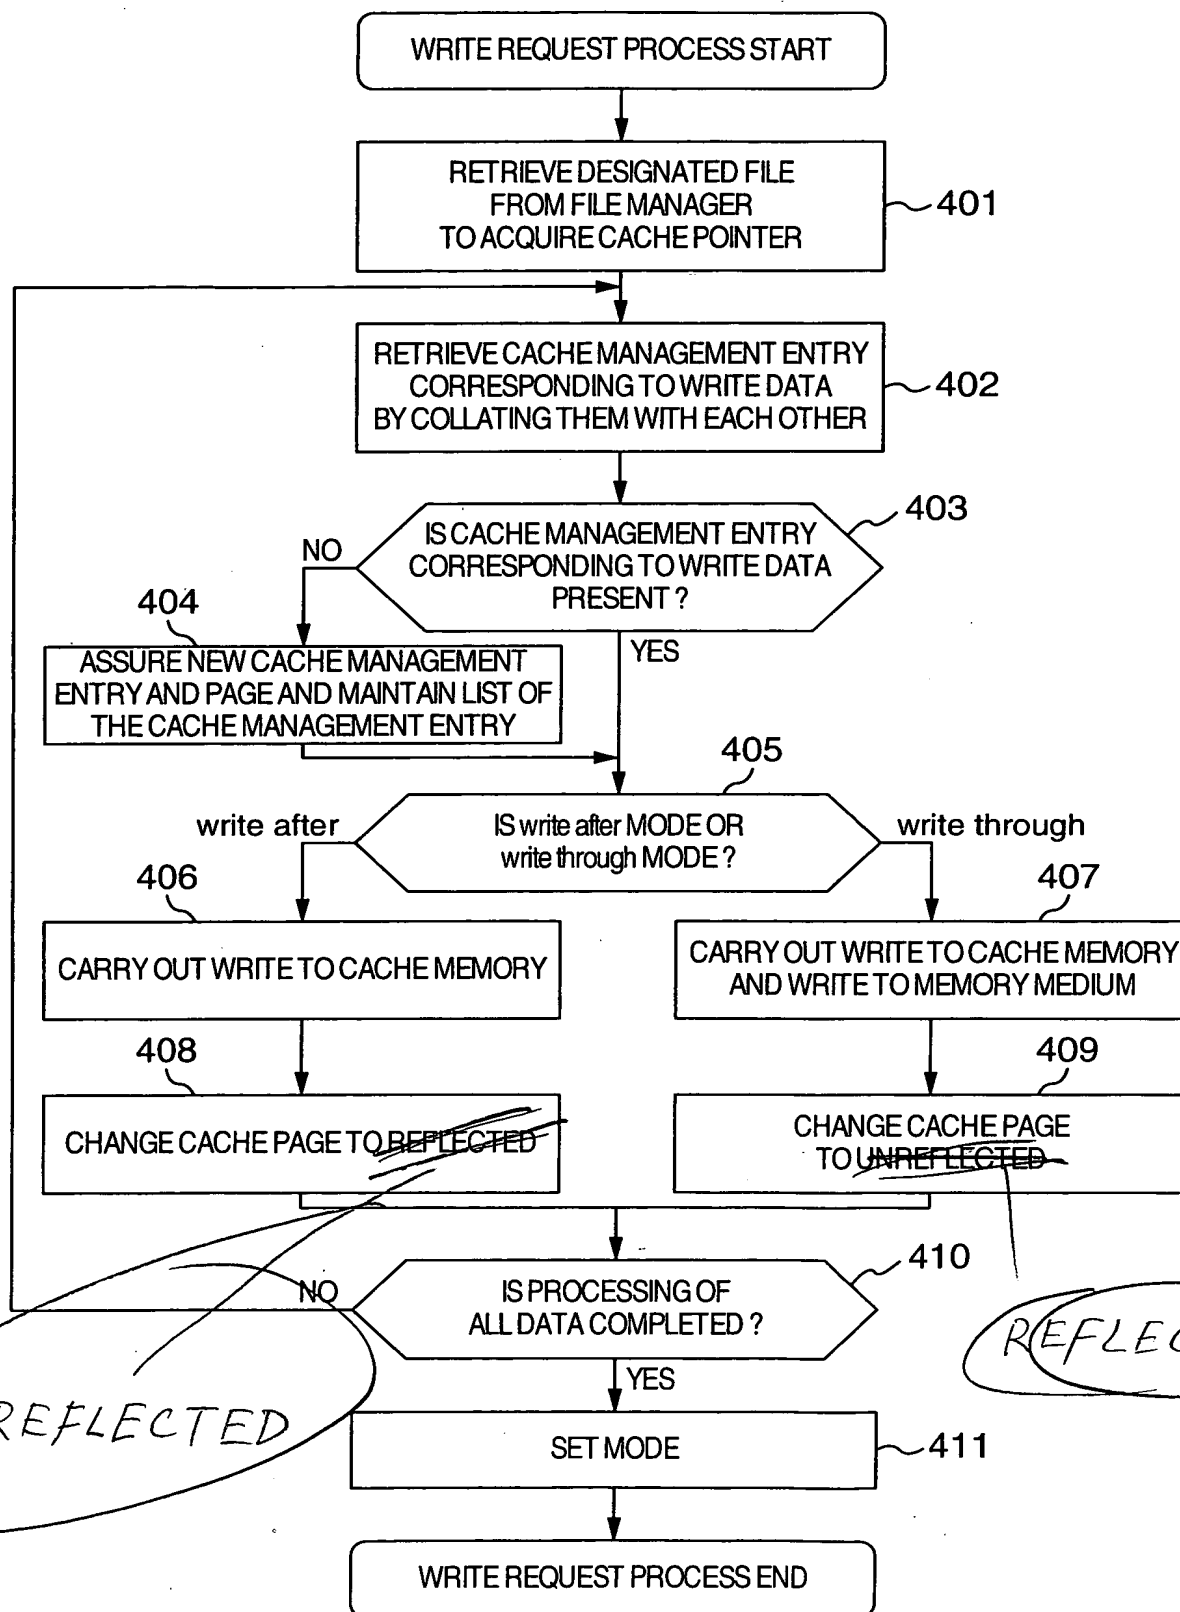 WRITE REQUEST PROCESS START
RETRIEVE DESIGNATED FILE
FROM FILE MANAGER
TO ACQUIRE CACHE POINTER
401
RETRIEVE CACHE MANAGEMENT ENTRY
CORRESPONDING TO WRITE DATA
BY COLLATING THEM WITH EACH OTHER
402
403
IS CACHE MANAGEMENT ENTRY
CORRESPONDING TO WRITE DATA
PRESENT ?
NO
YES
404
ASSURE NEW CACHE MANAGEMENT
ENTRY AND PAGE AND MAINTAIN LIST OF
THE CACHE MANAGEMENT ENTRY
405
write after
IS write after MODE OR
write through MODE ?
write through
406
CARRY OUT WRITE TO CACHE MEMORY
407
CARRY OUT WRITE TO CACHE MEMORY
AND WRITE TO MEMORY MEDIUM
408
CHANGE CACHE PAGE TO REFLECTED
409
CHANGE CACHE PAGE
TO UNREFLECTED
410
NO
IS PROCESSING OF
ALL DATA COMPLETED ?
REFLEC
YES
REFLECTED
SET MODE
411
WRITE REQUEST PROCESS END